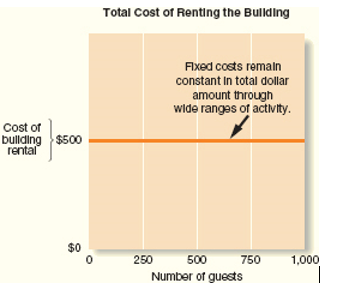 Total Cost of Renting the Building
Fixed costs remain
constant in total dollar
amount through
wide ranges of activity.
Cost of
building
rental
$500
$0
0 250 500 750 1,000
Number of guests